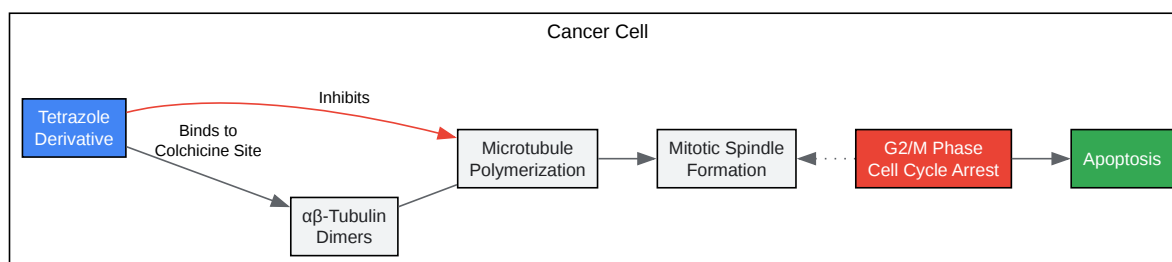 Cancer Cell
Tetrazole
Derivative
Inhibits
Binds to
Colchicine Site
αβ-Tubulin
Dimers
Microtubule
Polymerization
Mitotic Spindle
Formation
G2/M Phase
Cell Cycle Arrest
Apoptosis